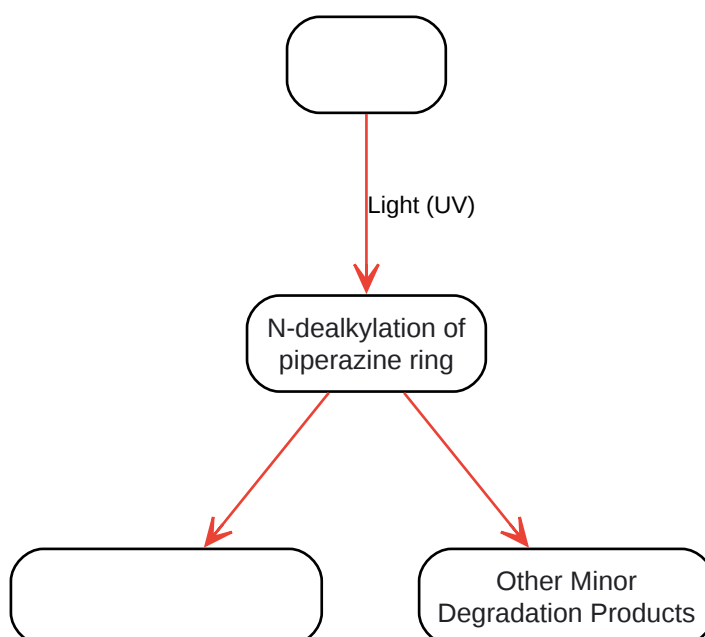 Light (UV)
N-dealkylation of
piperazine ring
Other Minor
Degradation Products